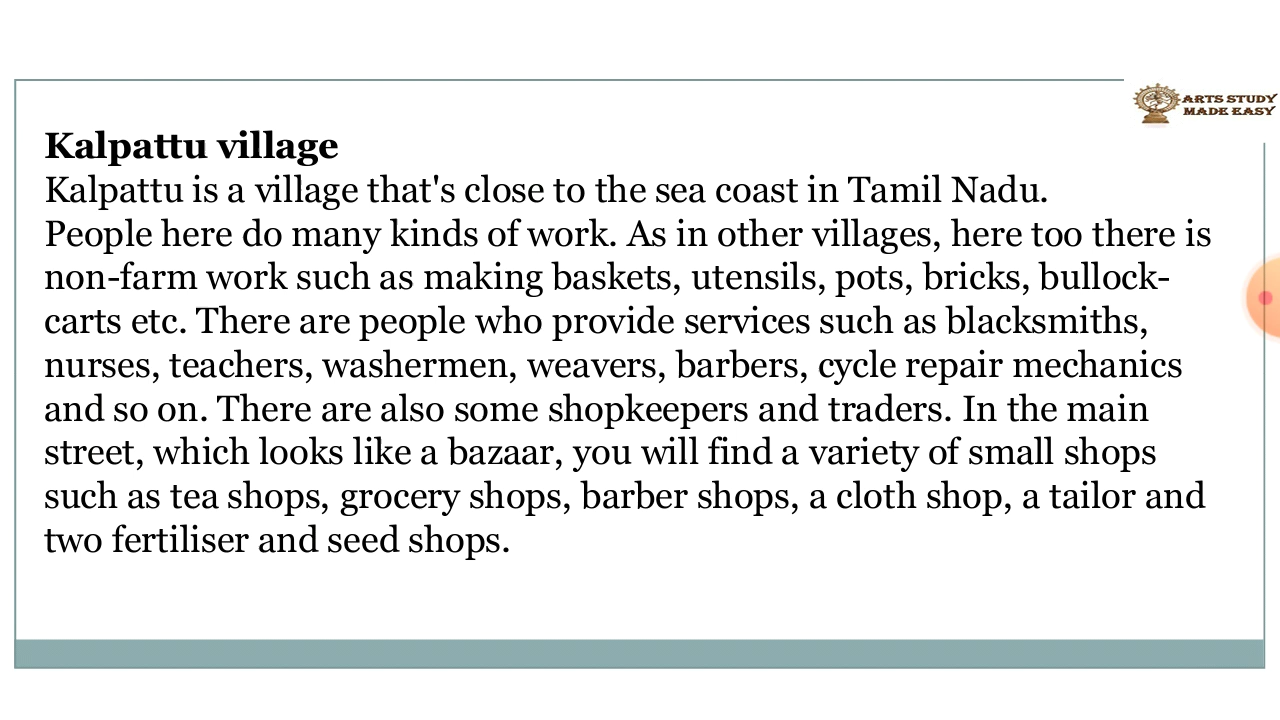 ARTS STUDY
MADE EASY
Kalpattu village
Kalpattu is a village that's close to the sea coast in Tamil Nadu.
People here do many kinds of work. As in other villages, here too there is
non-farm work such as making baskets, utensils, pots, bricks, bullock-
carts etc. There are people who provide services such as blacksmiths,
nurses, teachers, washermen, weavers, barbers, cycle repair mechanics
and so on. There are also some shopkeepers and traders. In the main
street, which looks like a bazaar, you will find a variety of small shops
such as tea shops, grocery shops, barber shops, a cloth shop, a tailor and
two fertiliser and seed shops.